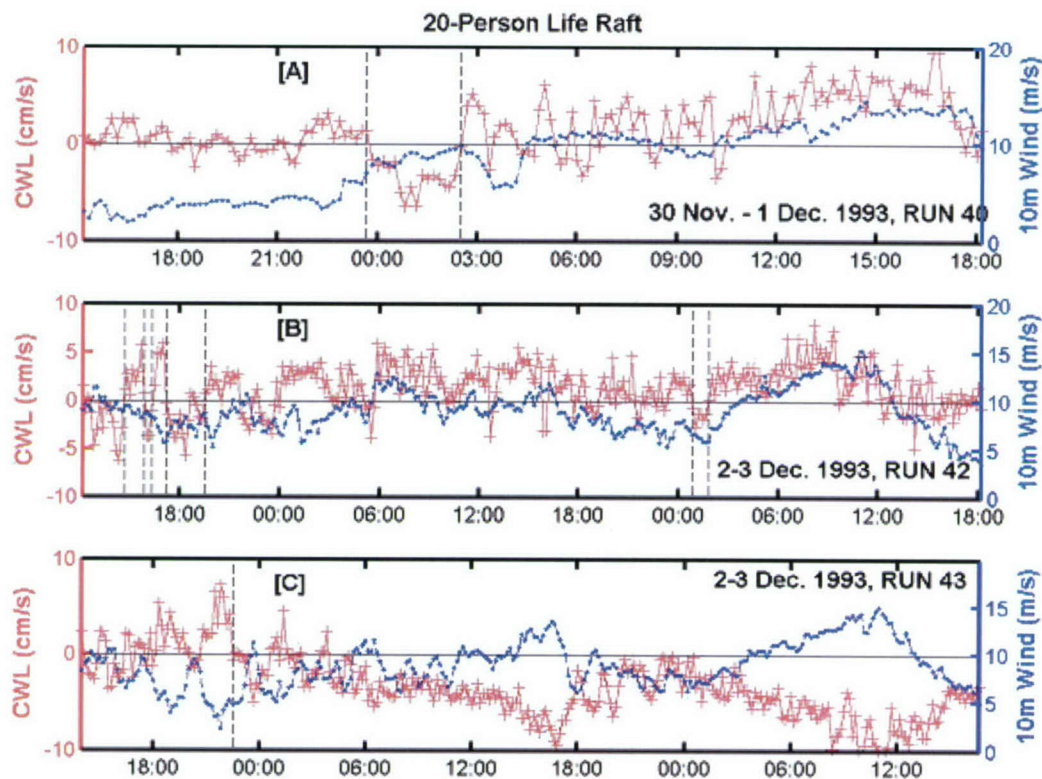 20-Person Life Raft
10
20
[A]
CWL (cm/s)
0
10
10m Wind (m/s)
30 Nov. - 1 Dec. 1993, RUN 40
-10
0
18:00 21:00 00:00 03:00 06:00 09:00 12:00 15:00 18:00
10
20
[B]
5
15
CWL (cm/s)
0
10
10m Wind (m/s)
-5
5
2-3 Dec. 1993, RUN 42
-10
0
18:00 00:00 06:00 12:00 18:00 00:00 06:00 12:00 18:00
10
[C]
2-3 Dec. 1993, RUN 43
15
CWL (cm/s)
0
10
10m Wind (m/s)
5
-10
0
18:00 00:00 06:00 12:00 18:00 00:00 06:00 12:00